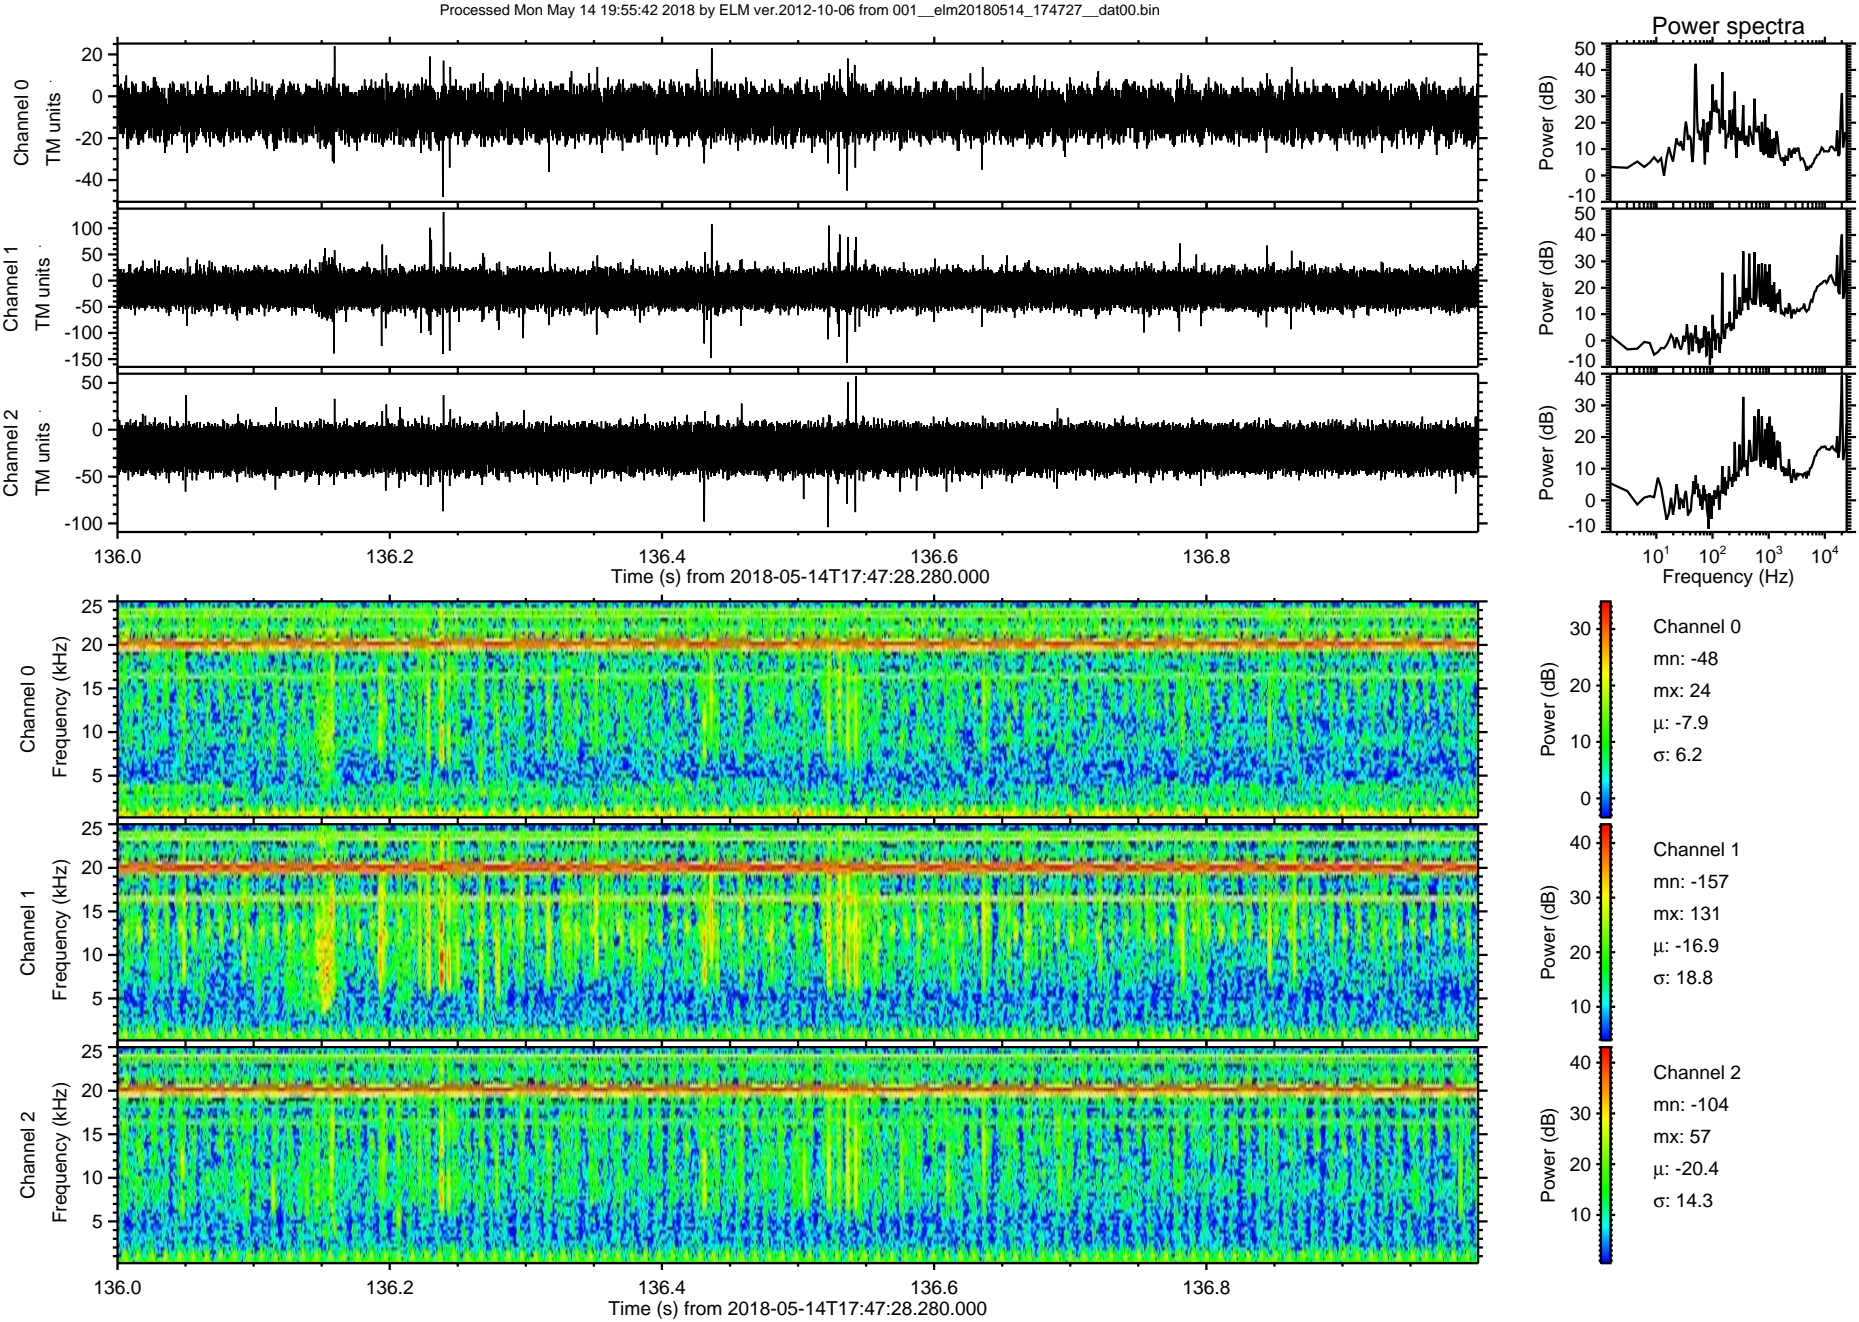 Processed Mon May 14 19:55:42 2018 by ELM ver.2012-10-06 from 001__elm20180514_174727__dat00.bin
Power spectra
Channel 0
TM units
20
0
-20
-40
Power (dB)
50
40
30
20
10
0
-10
Channel 1
TM units
100
50
0
-50
-100
-150
Power (dB)
50
40
30
20
10
0
-10
Channel 2
TM units
50
0
-50
-100
Power (dB)
40
30
20
10
0
-10
136.0 136.2 136.4 136.6 136.8
Time (s) from 2018-05-14T17:47:28.280.000
10¹ 10² 10³ 10⁴
Frequency (Hz)
Channel 0
Frequency (kHz)
25
20
15
10
5
Power (dB)
30
20
10
0
Channel 0
mn: -48
mx: 24
μ: -7.9
σ: 6.2
Channel 1
Frequency (kHz)
25
20
15
10
5
Power (dB)
40
30
20
10
Channel 1
mn: -157
mx: 131
μ: -16.9
σ: 18.8
Channel 2
Frequency (kHz)
25
20
15
10
5
Power (dB)
40
30
20
10
Channel 2
mn: -104
mx: 57
μ: -20.4
σ: 14.3
136.0 136.2 136.4 136.6 136.8
Time (s) from 2018-05-14T17:47:28.280.000